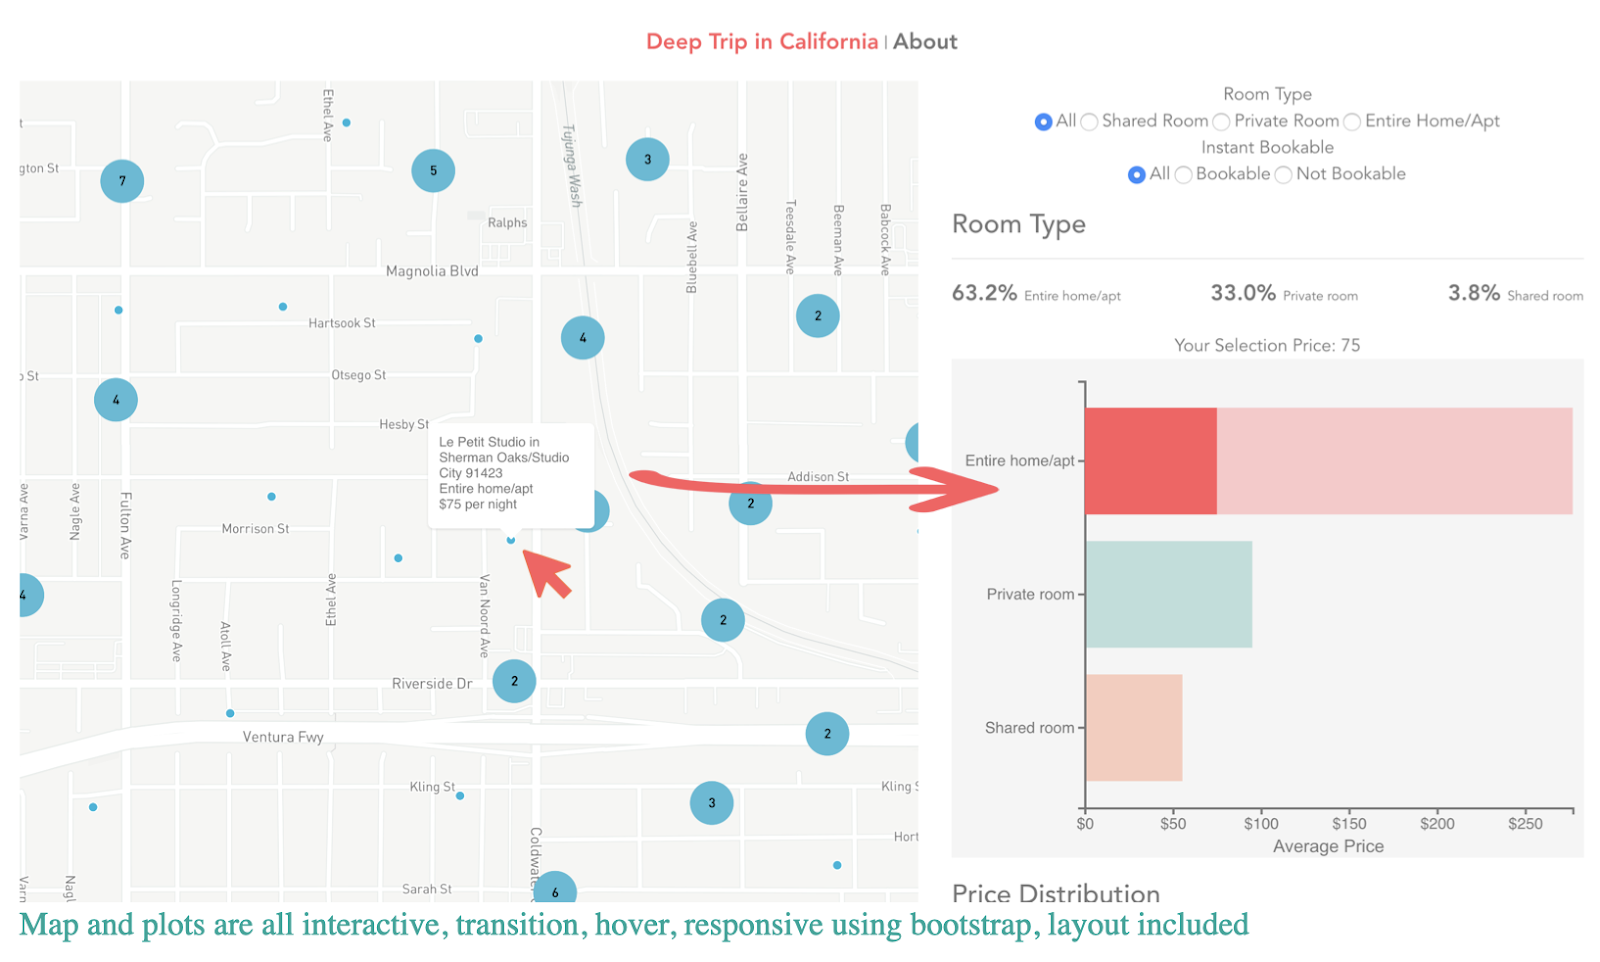 Deep Trip in California | About
Ethel Ave
Tujunga Wash
gton St
7
5
3
Bellaire Ave
Ralphs
Bluebell Ave
Teesdale Ave
Beeman Ave
Babcock Ave
Magnolia Blvd
Hartsook St
4
2
Otsego St
St
4
Hesby St
Le Petit Studio in
Sherman Oaks/Studio
City 91423
Entire home/apt
$75 per night
Addison St
2
Varna Ave
Nagle Ave
Fulton Ave
Morrison St
Longridge Ave
Atoll Ave
Ethel Ave
Van Noord Ave
4
2
2
Riverside Dr
Ventura Fwy
2
Kling St
3
Kling S
Coldwate
Hort
Varn
Nagl
Sarah St
6
Room Type
All Shared Room Private Room Entire Home/Apt
Instant Bookable
All Bookable Not Bookable
Room Type
63.2% Entire home/apt 33.0% Private room 3.8% Shared room
Your Selection Price: 75
Entire home/apt
Private room
Shared room
$0 $50 $100 $150 $200 $250
Average Price
Price Distribution
Map and plots are all interactive, transition, hover, responsive using bootstrap, layout included